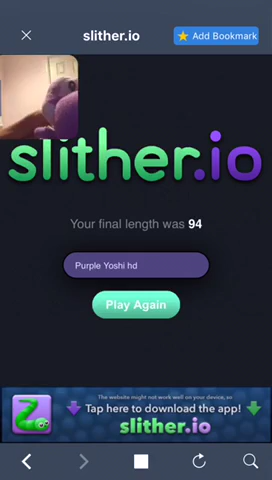 slither.io
Add Bookmark
slither.io
Your final length was 94
Purple Yoshi hd
Play Again
The website might not work well on your device, so
Tap here to download the app!
slither.io